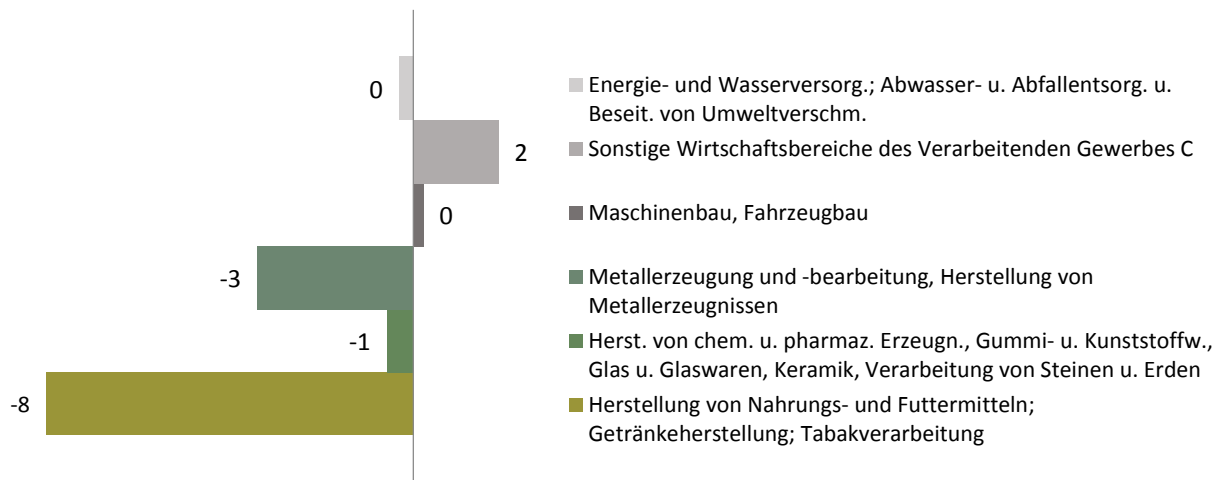 0
Energie- und Wasserversorg.; Abwasser- u. Abfallentsorg. u.
Beseit. von Umweltverschm.
2
Sonstige Wirtschaftsbereiche des Verarbeitenden Gewerbes C
0
Maschinenbau, Fahrzeugbau
-3
Metallerzeugung und -bearbeitung, Herstellung von
Metallerzeugnissen
-1
Herst. von chem. u. pharmaz. Erzeugn., Gummi- u. Kunststoffw.,
Glas u. Glaswaren, Keramik, Verarbeitung von Steinen u. Erden
-8
Herstellung von Nahrungs- und Futtermitteln;
Getränkeherstellung; Tabakverarbeitung